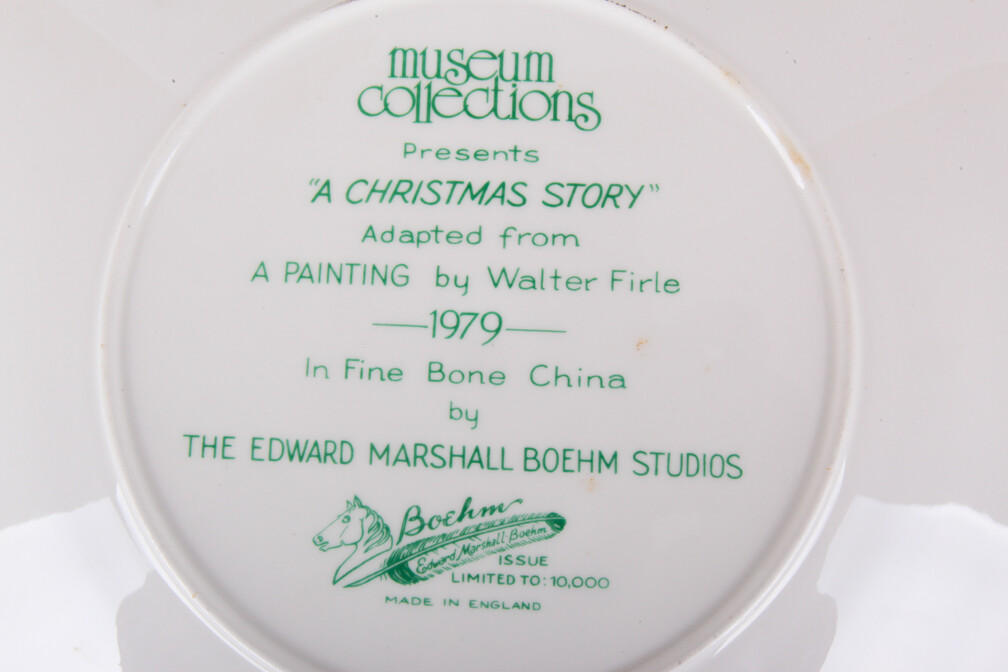 museum
collections
Presents
"A CHRISTMAS STORY"
Adapted from
A PAINTING by Walter Firle
—1979—
In Fine Bone China
by
THE EDWARD MARSHALL BOEHM STUDIOS
Boehm
Edward Marshall Boehm
ISSUE
LIMITED TO: 10,000
MADE IN ENGLAND